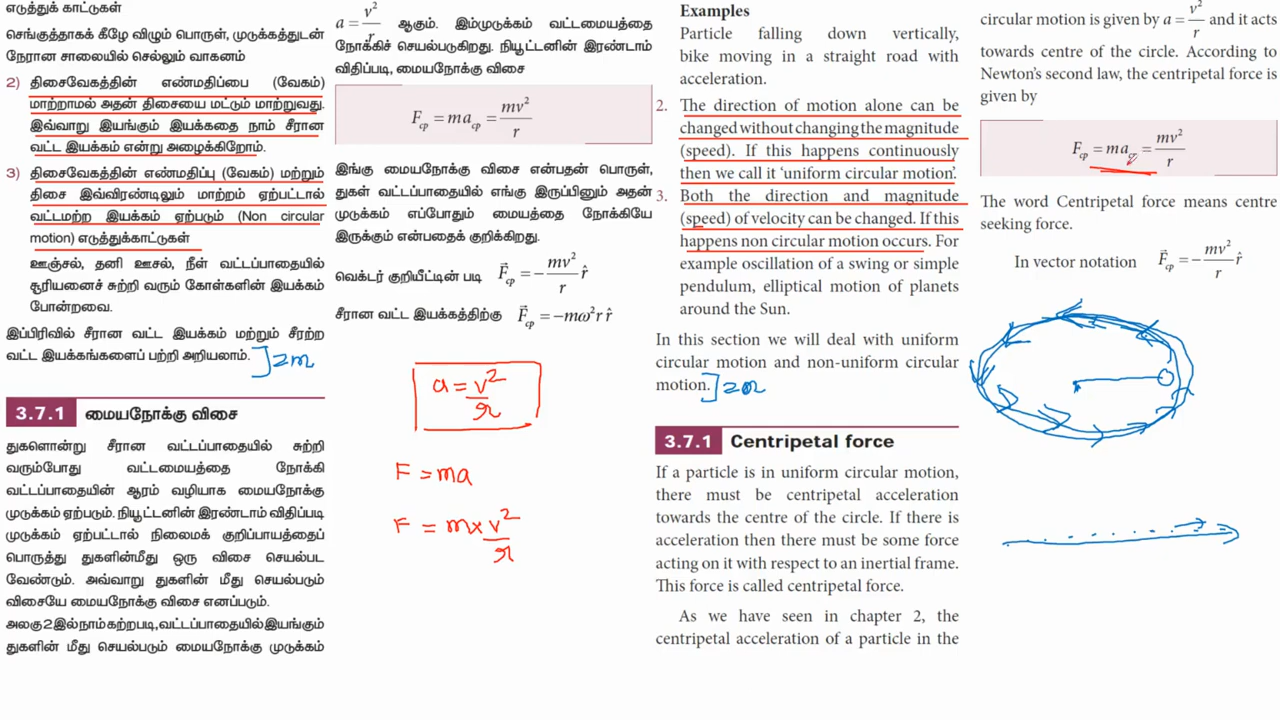 எடுத்துக் காட்டுகள்
செங்குத்தாகக் கீழே விழும் பொருள், முடுக்கத்துடன்
நேரான சாலையில் செல்லும் வாகனம்
2) திசைவேகத்தின் எண்மதிப்பை (வேகம்)
மாற்றாமல் அதன் திசையை மட்டும் மாற்றுவது.
இவ்வாறு இயங்கும் இயக்கதை நாம் சீரான
வட்ட இயக்கம் என்று அழைக்கிறோம்.
3) திசைவேகத்தின் எண்மதிப்பு (வேகம்) மற்றும்
திசை இவ்விரண்டிலும் மாற்றம் ஏற்பட்டால்
வட்டமற்ற இயக்கம் ஏற்படும் (Non circular
motion) எடுத்துக்காட்டுகள்
ஊஞ்சல், தனி ஊசல், நீள் வட்டப்பாதையில்
சூரியனைச் சுற்றி வரும் கோள்களின் இயக்கம்
போன்றவை.
இப்பிரிவில் சீரான வட்ட இயக்கம் மற்றும் சீரற்ற
வட்ட இயக்கங்களைப் பற்றி அறியலாம். ] 2m
3.7.1 மையநோக்கு விசை
துகளொன்று சீரான வட்டப்பாதையில் சுற்றி
வரும்போது வட்டமையத்தை நோக்கி
வட்டப்பாதையின் ஆரம் வழியாக மையநோக்கு
முடுக்கம் ஏற்படும். நியூட்டனின் இரண்டாம் விதிப்படி
முடுக்கம் ஏற்பட்டால் நிலைமக் குறிப்பாயத்தைப்
பொருத்து துகளின்மீது ஒரு விசை செயல்பட
வேண்டும். அவ்வாறு துகளின் மீது செயல்படும்
விசையே மையநோக்கு விசை எனப்படும்.
அலகு 2இல் நாம் கற்றபடி, வட்டப்பாதையில் இயங்கும்
துகளின் மீது செயல்படும் மையநோக்கு முடுக்கம்
a = v²/r ஆகும். இம்முடுக்கம் வட்டமையத்தை
நோக்கிச் செயல்படுகிறது. நியூட்டனின் இரண்டாம்
விதிப்படி, மையநோக்கு விசை
F_cp = ma_cp = mv²/r
இங்கு மையநோக்கு விசை என்பதன் பொருள்,
துகள் வட்டப்பாதையில் எங்கு இருப்பினும் அதன்
முடுக்கம் எப்போதும் மையத்தை நோக்கியே
இருக்கும் என்பதைக் குறிக்கிறது.
வெக்டர் குறியீட்டின் படி F⃗_cp = − mv²/r r̂
சீரான வட்ட இயக்கத்திற்கு F⃗_cp = −mω²r r̂
a = v²/r
F = ma
F = m x v²/r
Examples
Particle falling down vertically,
bike moving in a straight road with
acceleration.
2. The direction of motion alone can be
changed without changing the magnitude
(speed). If this happens continuously
then we call it ‘uniform circular motion’.
3. Both the direction and magnitude
(speed) of velocity can be changed. If this
happens non circular motion occurs. For
example oscillation of a swing or simple
pendulum, elliptical motion of planets
around the Sun.
In this section we will deal with uniform
circular motion and non-uniform circular
motion. ] 2m
3.7.1 Centripetal force
If a particle is in uniform circular motion,
there must be centripetal acceleration
towards the centre of the circle. If there is
acceleration then there must be some force
acting on it with respect to an inertial frame.
This force is called centripetal force.
As we have seen in chapter 2, the
centripetal acceleration of a particle in the
circular motion is given by a = v²/r and it acts
towards centre of the circle. According to
Newton’s second law, the centripetal force is
given by
F_cp = ma_cp = mv²/r
The word Centripetal force means centre
seeking force.
In vector notation F⃗_cp = − mv²/r r̂